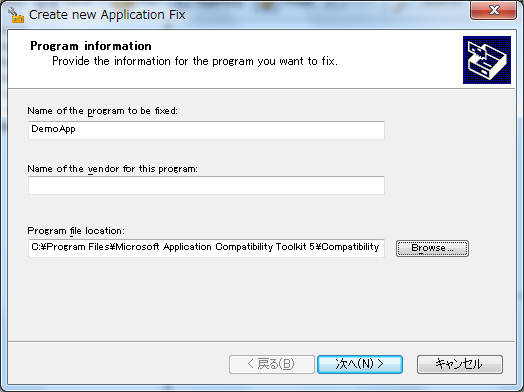 Create new Application Fix
Program information
Provide the information for the program you want to fix.
Name of the program to be fixed:
DemoApp
Name of the vendor for this program:
Program file location:
C:¥Program Files¥Microsoft Application Compatibility Toolkit 5¥Compatibility
Browse...
< 戻る(B)
次へ(N) >
キャンセル